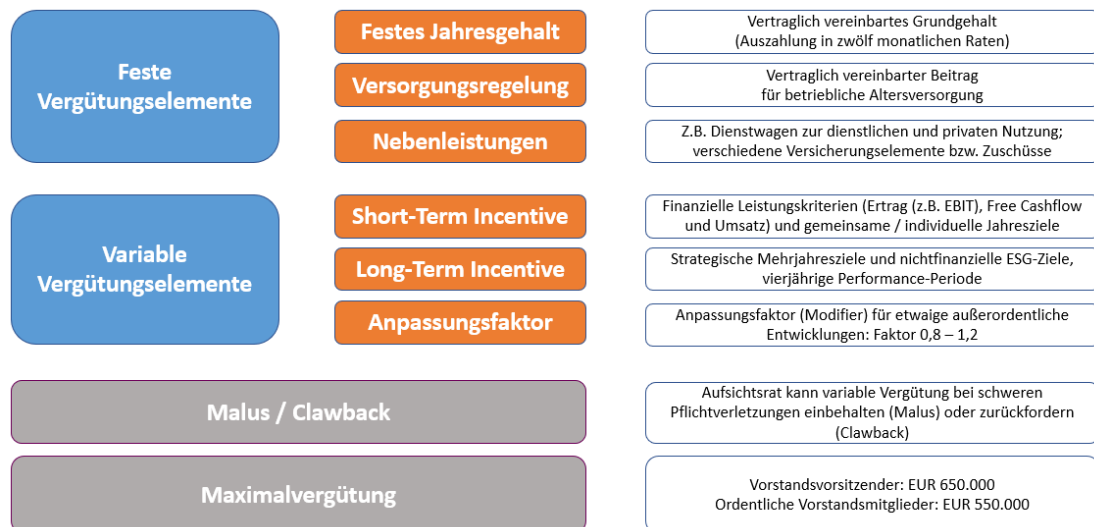 Feste
Vergütungselemente
Festes Jahresgehalt
Vertraglich vereinbartes Grundgehalt
(Auszahlung in zwölf monatlichen Raten)
Versorgungsregelung
Vertraglich vereinbarter Beitrag
für betriebliche Altersversorgung
Nebenleistungen
Z.B. Dienstwagen zur dienstlichen und privaten Nutzung;
verschiedene Versicherungselemente bzw. Zuschüsse
Variable
Vergütungselemente
Short-Term Incentive
Finanzielle Leistungskriterien (Ertrag (z.B. EBIT), Free Cashflow
und Umsatz) und gemeinsame / individuelle Jahresziele
Long-Term Incentive
Strategische Mehrjahresziele und nichtfinanzielle ESG-Ziele,
vierjährige Performance-Periode
Anpassungsfaktor
Anpassungsfaktor (Modifier) für etwaige außerordentliche
Entwicklungen: Faktor 0,8 – 1,2
Malus / Clawback
Aufsichtsrat kann variable Vergütung bei schweren
Pflichtverletzungen einbehalten (Malus) oder zurückfordern
(Clawback)
Maximalvergütung
Vorstandsvorsitzender: EUR 650.000
Ordentliche Vorstandsmitglieder: EUR 550.000